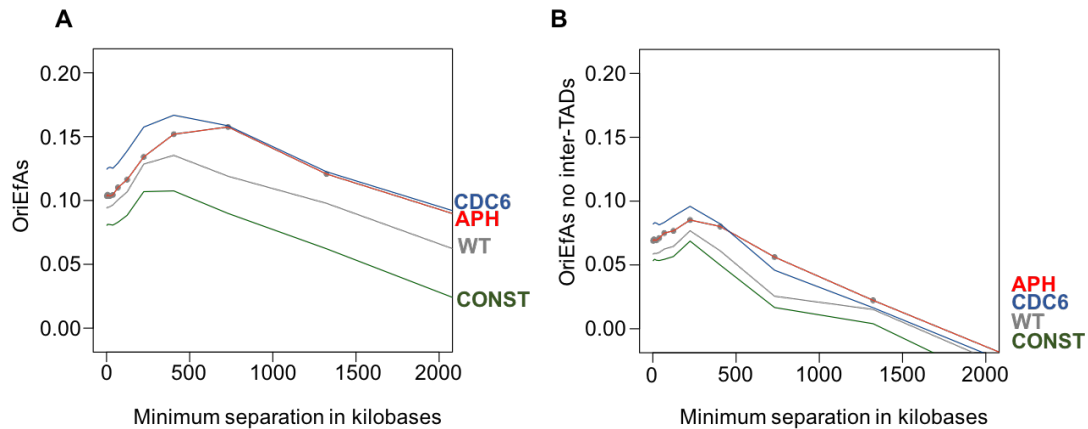 A
OriEfAs
0.20
0.15
0.10
0.05
0.00
0
500
1000
1500
2000
Minimum separation in kilobases
CDC6
APH
WT
CONST
B
OriEfAs no inter-TADs
0.20
0.15
0.10
0.05
0.00
0
500
1000
1500
2000
Minimum separation in kilobases
APH
CDC6
WT
CONST